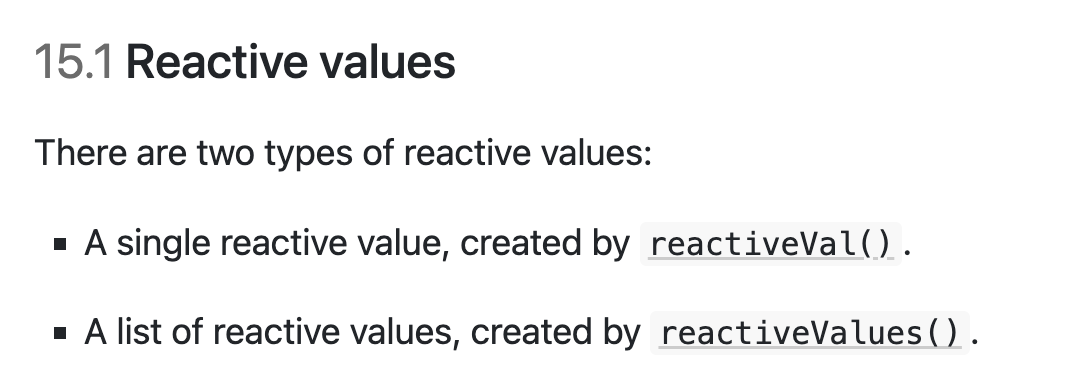 15.1 Reactive values
There are two types of reactive values:
▪ A single reactive value, created by reactiveVal().
▪ A list of reactive values, created by reactiveValues().